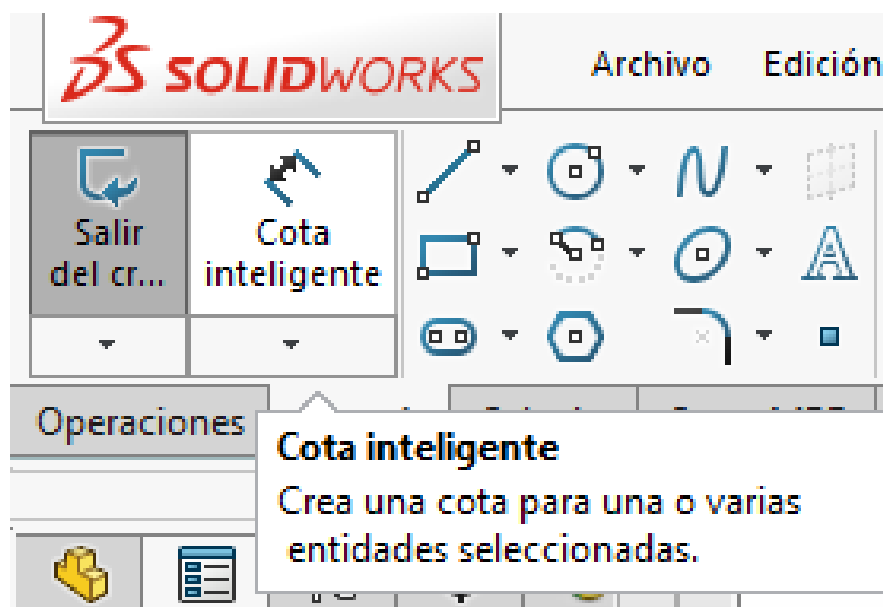 SOLIDWORKS
Archivo Edición
Salir
del cr...
Cota
inteligente
Operaciones
Cota inteligente
Crea una cota para una o varias
entidades seleccionadas.